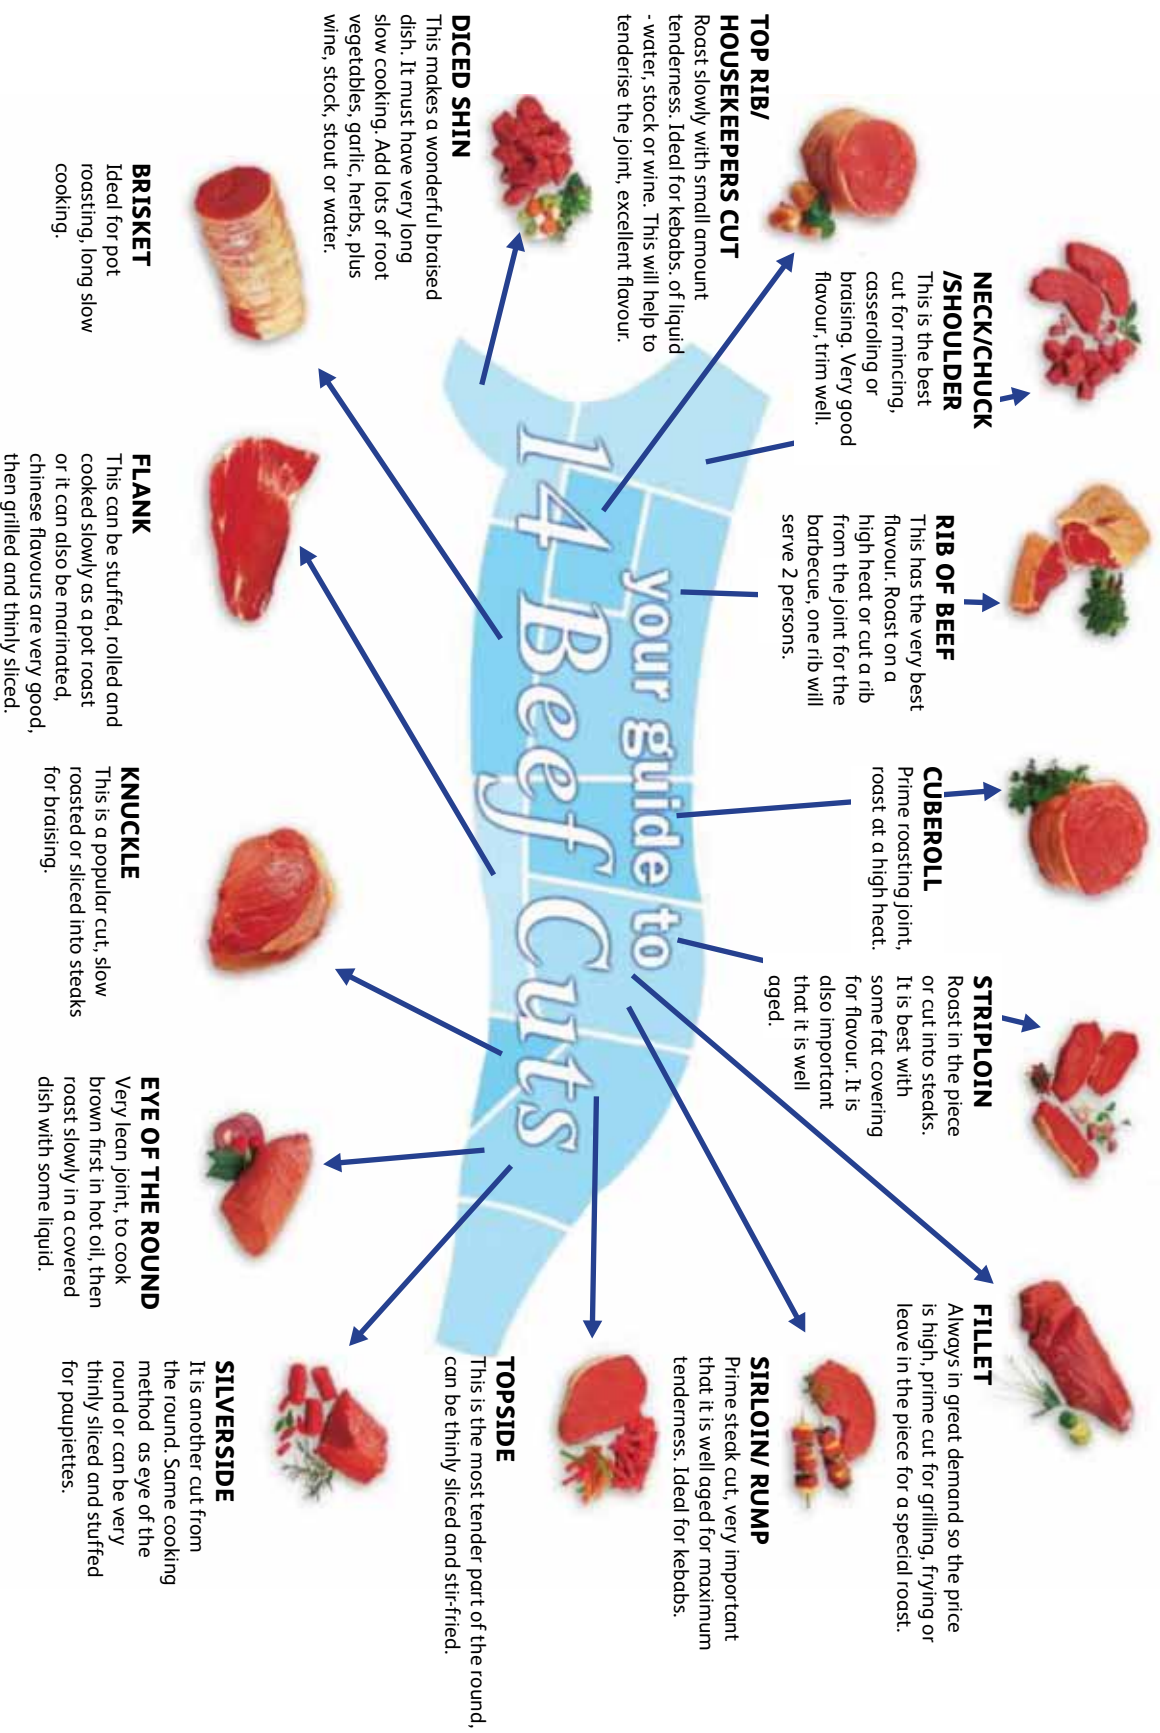 your guide to
14 Beef Cuts
NECK/CHUCK
/SHOULDER
This is the best
cut for mincing,
casseroling or
braising. Very good
flavour, trim well.
RIB OF BEEF
This has the very best
flavour. Roast on a
high heat or cut a rib
from the joint for the
barbecue, one rib will
serve 2 persons.
CUBEROLL
Prime roasting joint,
roast at a high heat.
STRIPLOIN
Roast in the piece
or cut into steaks.
It is best with
some fat covering
for flavour. It is
also important
that it is well
aged.
FILLET
Always in great demand so the price
is high, prime cut for grilling, frying or
leave in the piece for a special roast.
TOP RIB/
HOUSEKEEPERS CUT
Roast slowly with small amount
tenderness. Ideal for kebabs. of liquid
- water, stock or wine. This will help to
tenderise the joint, excellent flavour.
SIRLOIN/ RUMP
Prime steak cut, very important
that it is well aged for maximum
tenderness. Ideal for kebabs.
DICED SHIN
This makes a wonderful braised
dish. It must have very long
slow cooking. Add lots of root
vegetables, garlic, herbs, plus
wine, stock, stout or water.
TOPSIDE
This is the most tender part of the round,
can be thinly sliced and stir-fried.
BRISKET
Ideal for pot
roasting, long slow
cooking.
FLANK
This can be stuffed, rolled and
cooked slowly as a pot roast
or it can also be marinated,
chinese flavours are very good,
then grilled and thinly sliced.
KNUCKLE
This is a popular cut, slow
roasted or sliced into steaks
for braising.
EYE OF THE ROUND
Very lean joint, to cook
brown first in hot oil, then
roast slowly in a covered
dish with some liquid.
SILVERSIDE
It is another cut from
the round. Same cooking
method as eye of the
round or can be very
thinly sliced and stuffed
for paupiettes.